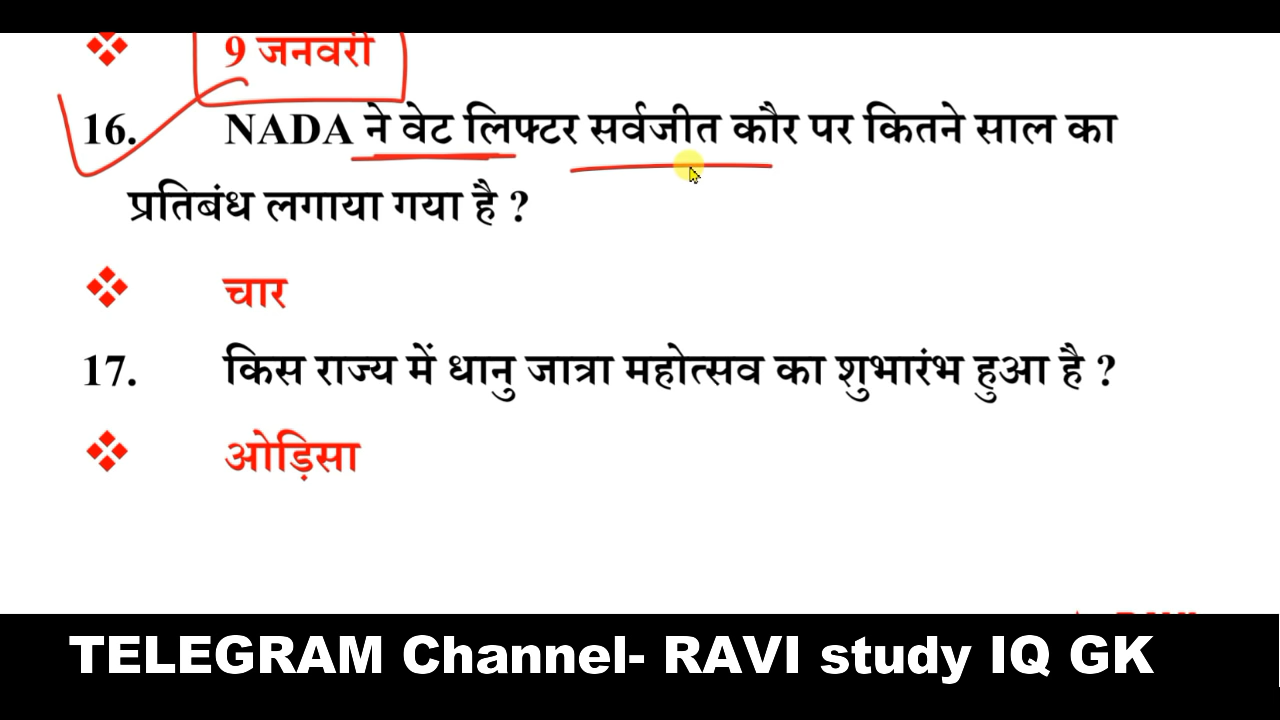 9 जनवरी
16. NADA ने वेट लिफ्टर सर्वजीत कौर पर कितने साल का
प्रतिबंध लगाया गया है ?
चार
17. किस राज्य में धानु जात्रा महोत्सव का शुभारंभ हुआ है ?
ओड़िसा
TELEGRAM Channel- RAVI study IQ GK